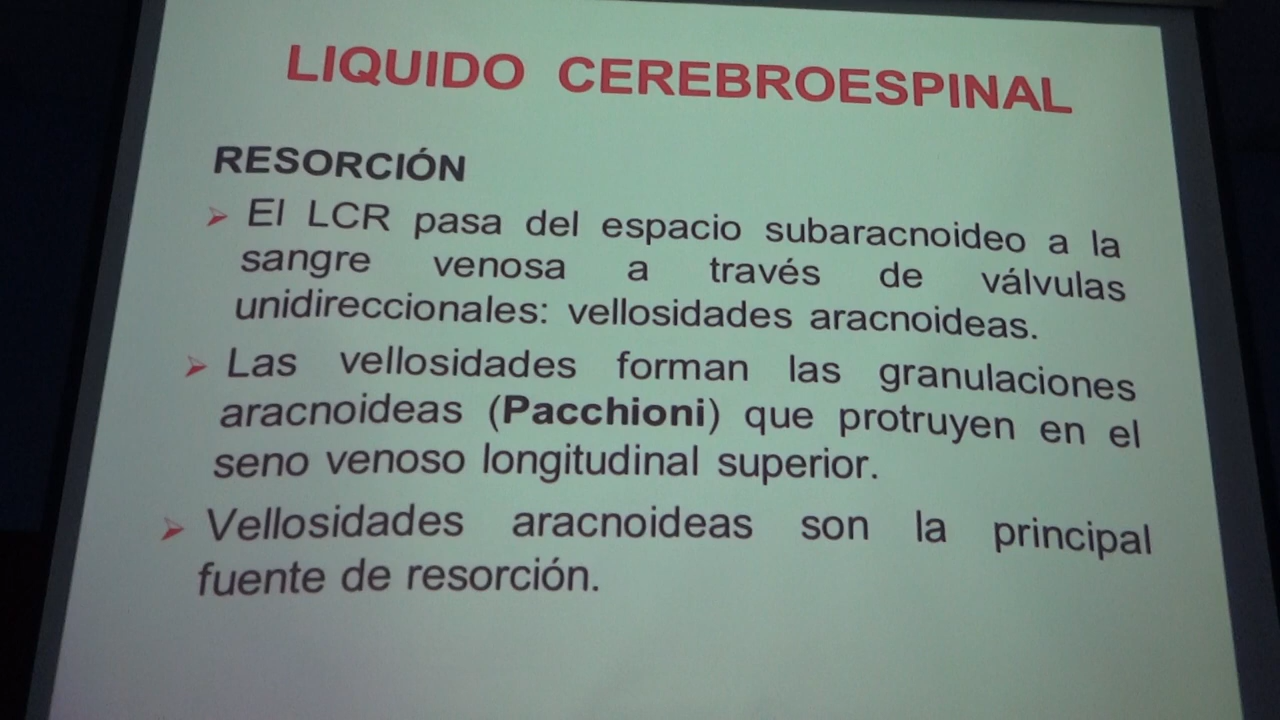 LIQUIDO CEREBROESPINAL
RESORCIÓN
El LCR pasa del espacio subaracnoideo a la
sangre venosa a través de válvulas
unidireccionales: vellosidades aracnoideas.
Las vellosidades forman las granulaciones
aracnoideas (Pacchioni) que protruyen en el
seno venoso longitudinal superior.
Vellosidades aracnoideas son la principal
fuente de resorción.